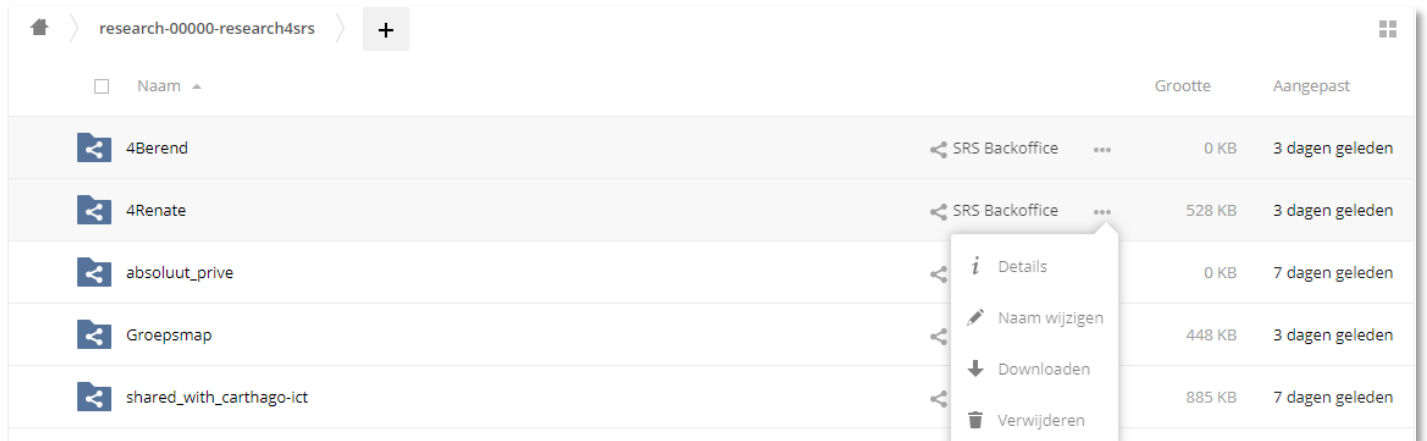 research-00000-research4srs +
Naam Grootte Aangepast
4Berend SRS Backoffice ... 0 KB 3 dagen geleden
4Renate SRS Backoffice ... 528 KB 3 dagen geleden
Details
absoluut_prive 0 KB 7 dagen geleden
Naam wijzigen
Groepsmap 448 KB 3 dagen geleden
Downloaden
shared_with_carthago-ict 885 KB 7 dagen geleden
Verwijderen